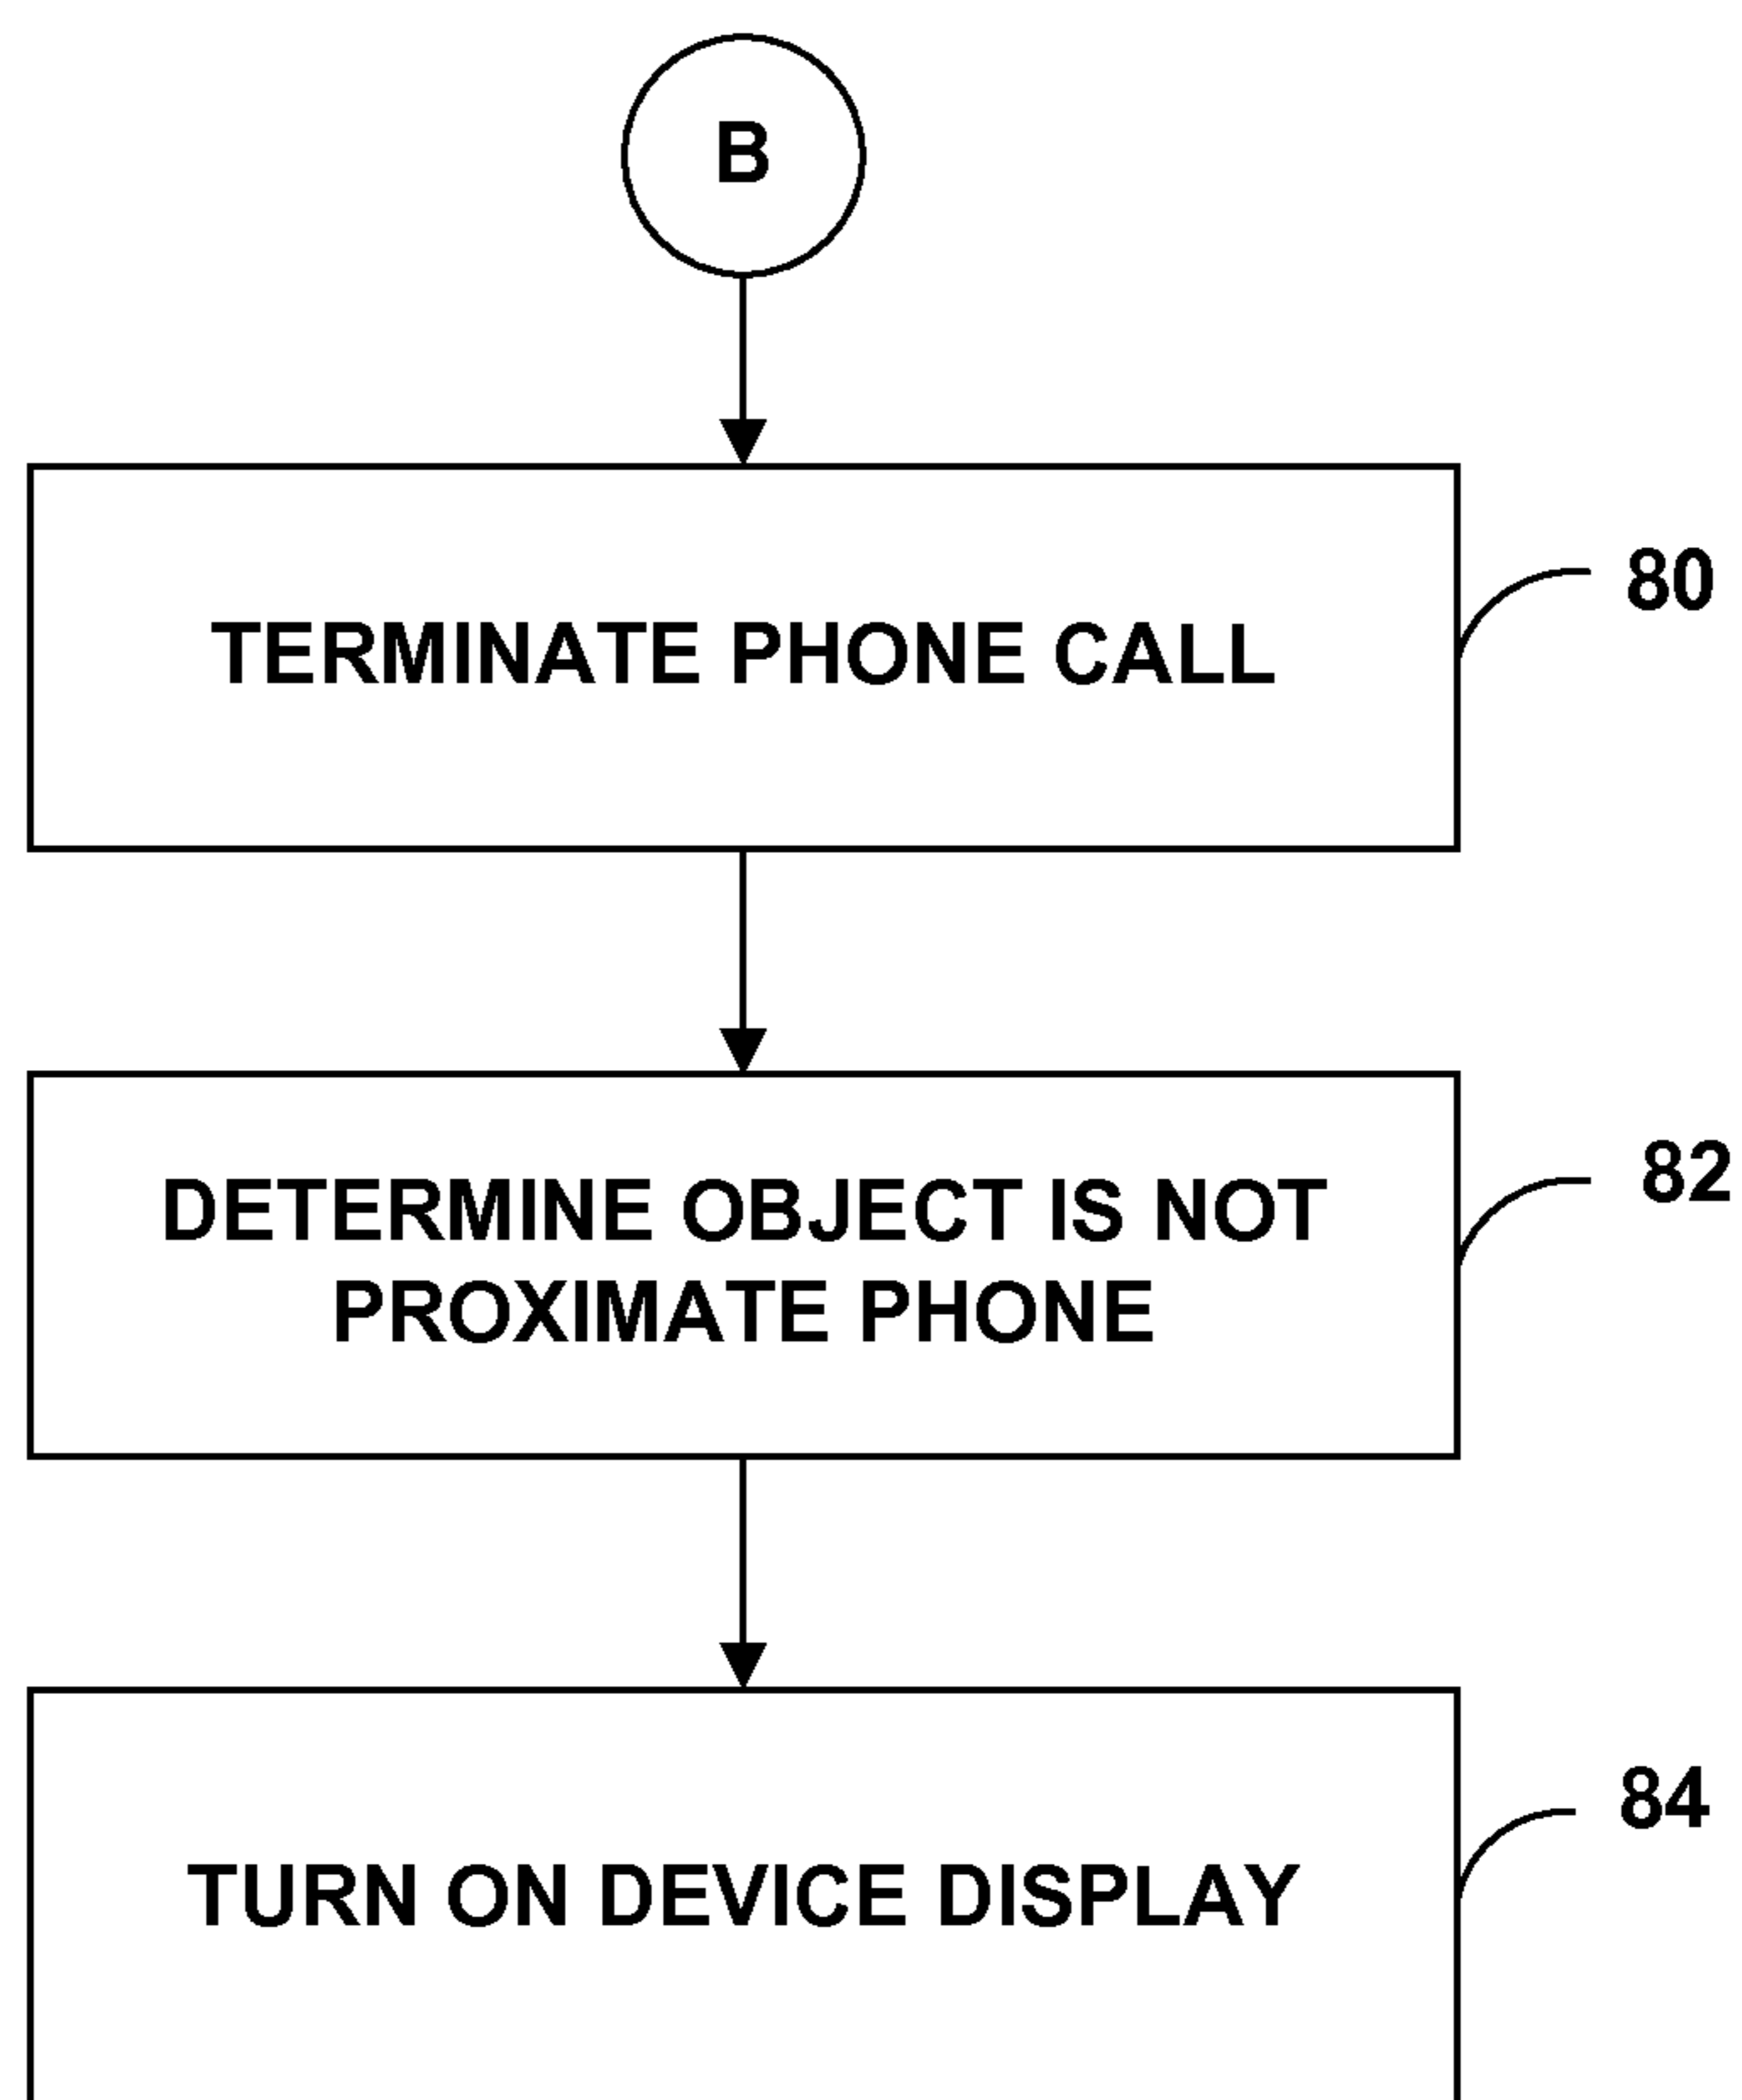 B
TERMINATE PHONE CALL
80
DETERMINE OBJECT IS NOT
PROXIMATE PHONE
82
TURN ON DEVICE DISPLAY
84